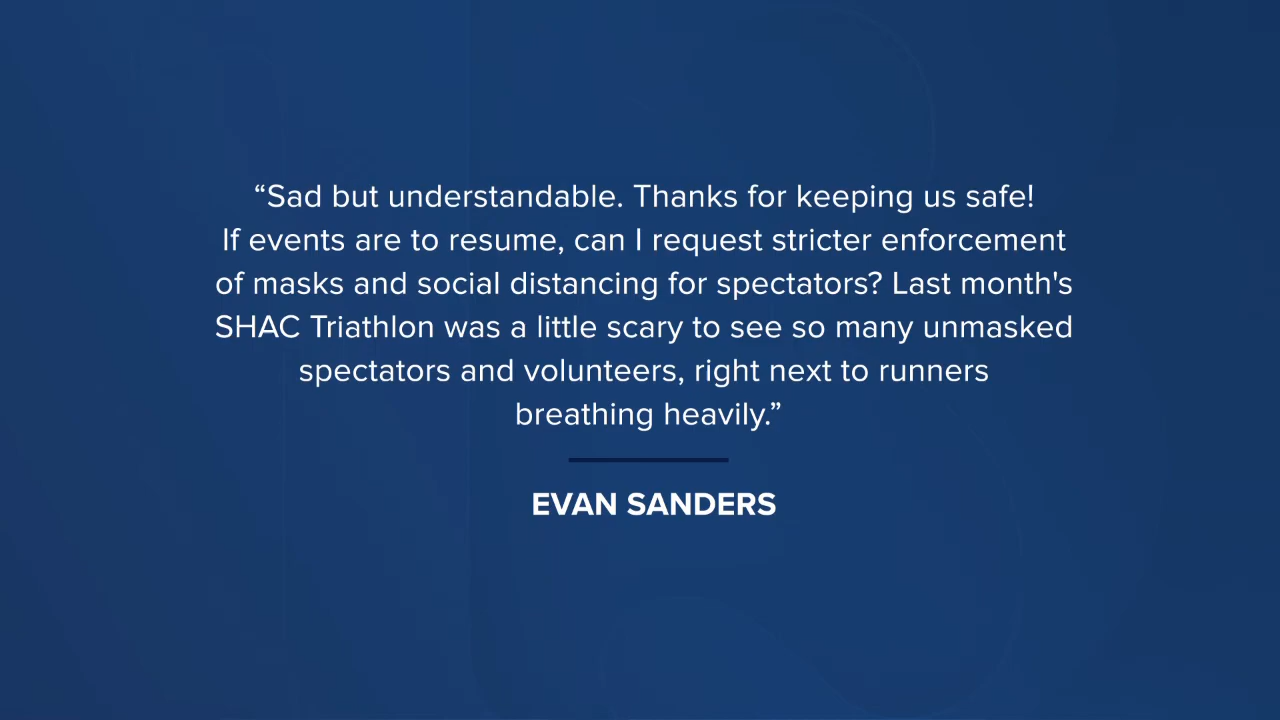 “Sad but understandable. Thanks for keeping us safe!
If events are to resume, can I request stricter enforcement
of masks and social distancing for spectators? Last month's
SHAC Triathlon was a little scary to see so many unmasked
spectators and volunteers, right next to runners
breathing heavily.”
EVAN SANDERS